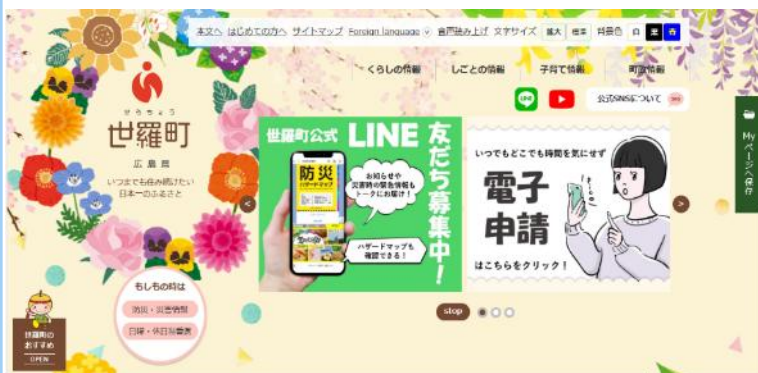 本文へ はじめての方へ サイトマップ Foreign language 音声読み上げ 文字サイズ 拡大 標準 背景色 白 黒 青
くらしの情報 しごとの情報 子育て情報 町政情報
LINE 公式SNSについて SNS
せらちょう
世羅町
広島県
いつまでも住み続けたい
日本一のふるさと
もしもの時は
防災・災害情報
日曜・休日当番医
世羅町の
おすすめ
OPEN
世羅町公式 LINE 友だち募集中!
防災
ハザードマップ
お知らせや
災害時の緊急情報も
トークにお届け!
ハザードマップも
確認できる!
いつでもどこでも時間を気にせず
電子
申請
はこちらをクリック!
stop
Myページへ保存